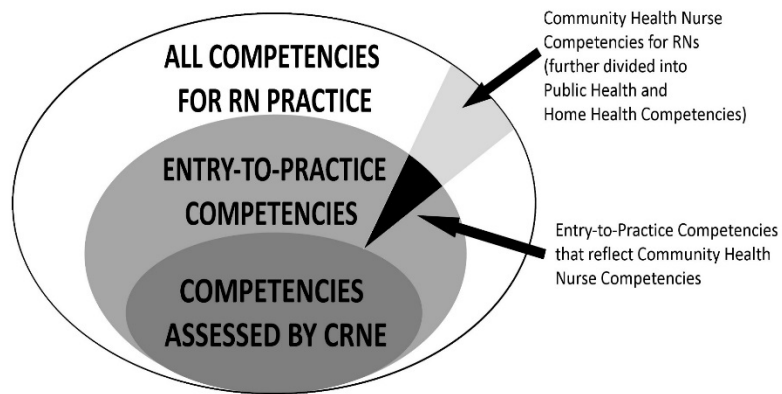 ALL COMPETENCIES
FOR RN PRACTICE
ENTRY-TO-PRACTICE
COMPETENCIES
COMPETENCIES
ASSESSED BY CRNE
Community Health Nurse
Competencies for RNs
(further divided into
Public Health and
Home Health Competencies)
Entry-to-Practice Competencies
that reflect Community Health
Nurse Competencies